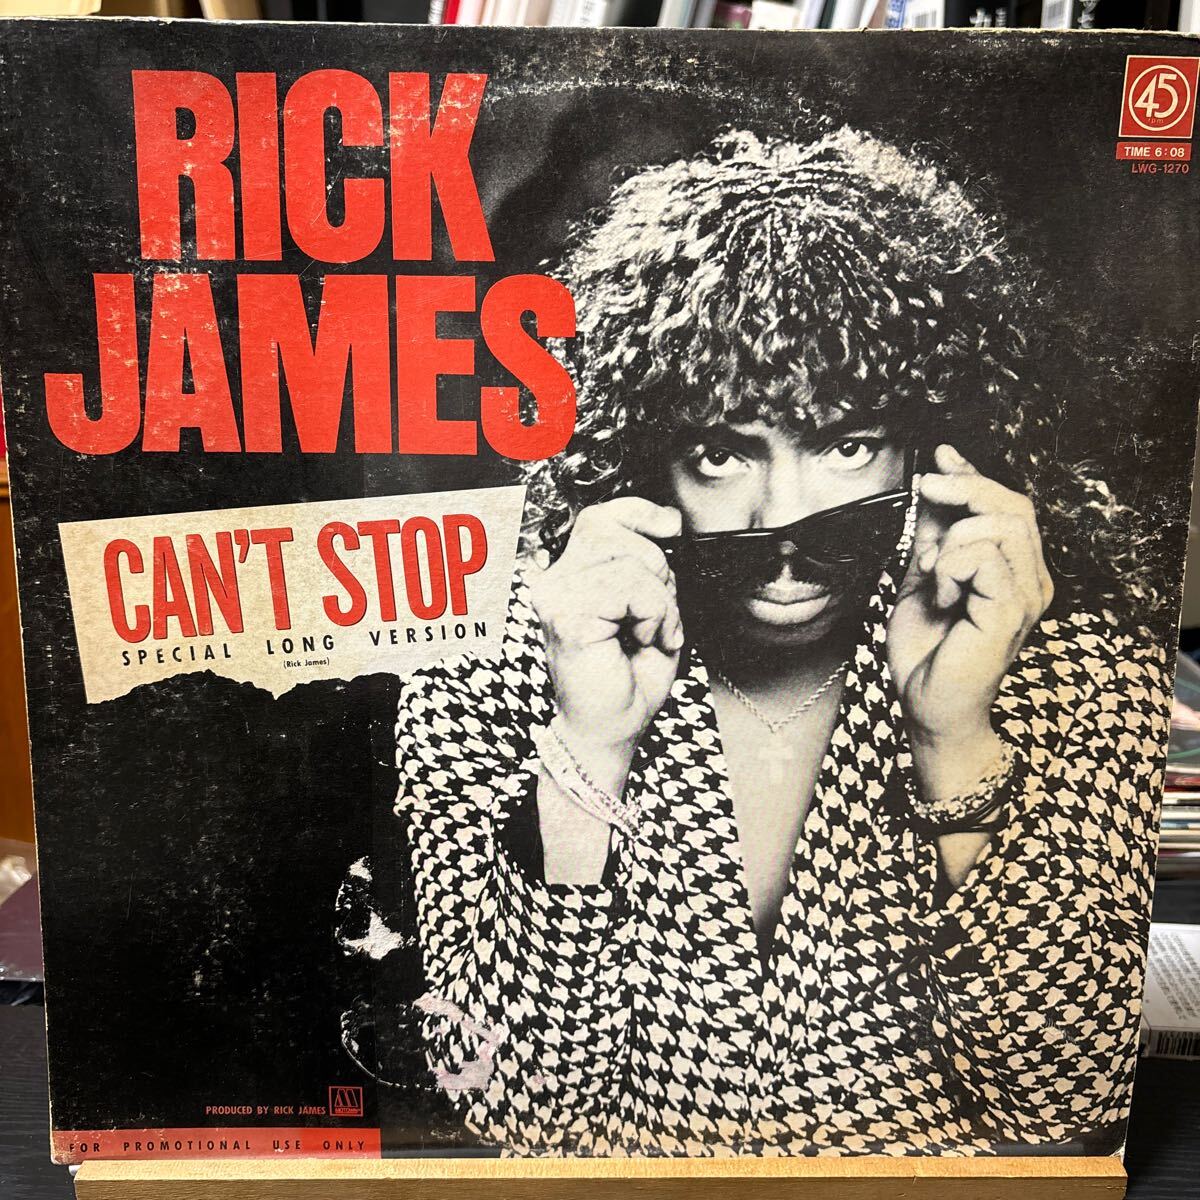 RICK
JAMES
45
rpm
TIME 6:08
LWG-1270
CAN'T STOP
SPECIAL LONG VERSION
(Rick James)
PRODUCED BY RICK JAMES
MOTOWN
FOR PROMOTIONAL USE ONLY